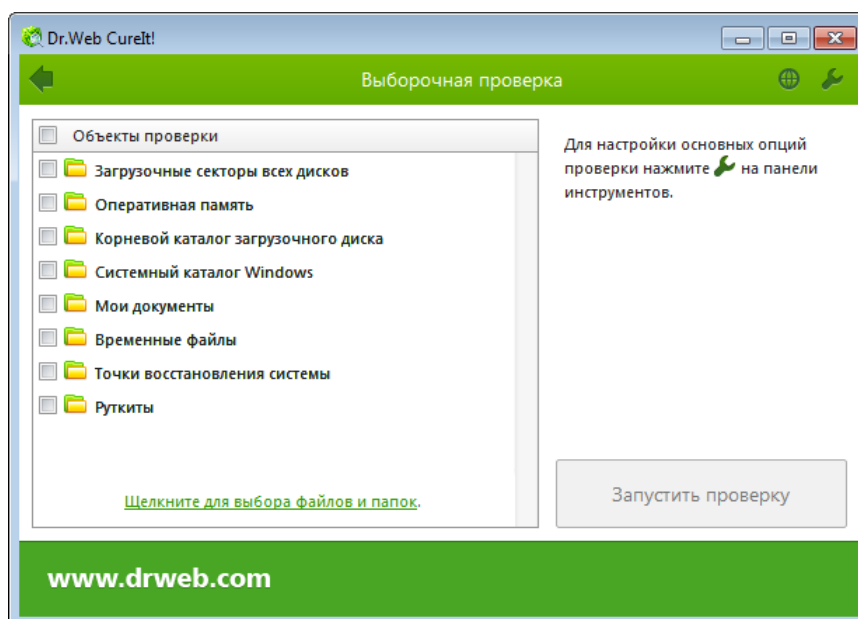 Dr.Web CureIt!
Выборочная проверка
Объекты проверки
Загрузочные секторы всех дисков
Оперативная память
Корневой каталог загрузочного диска
Системный каталог Windows
Мои документы
Временные файлы
Точки восстановления системы
Руткиты
Щелкните для выбора файлов и папок.
Для настройки основных опций
проверки нажмите на панели
инструментов.
Запустить проверку
www.drweb.com